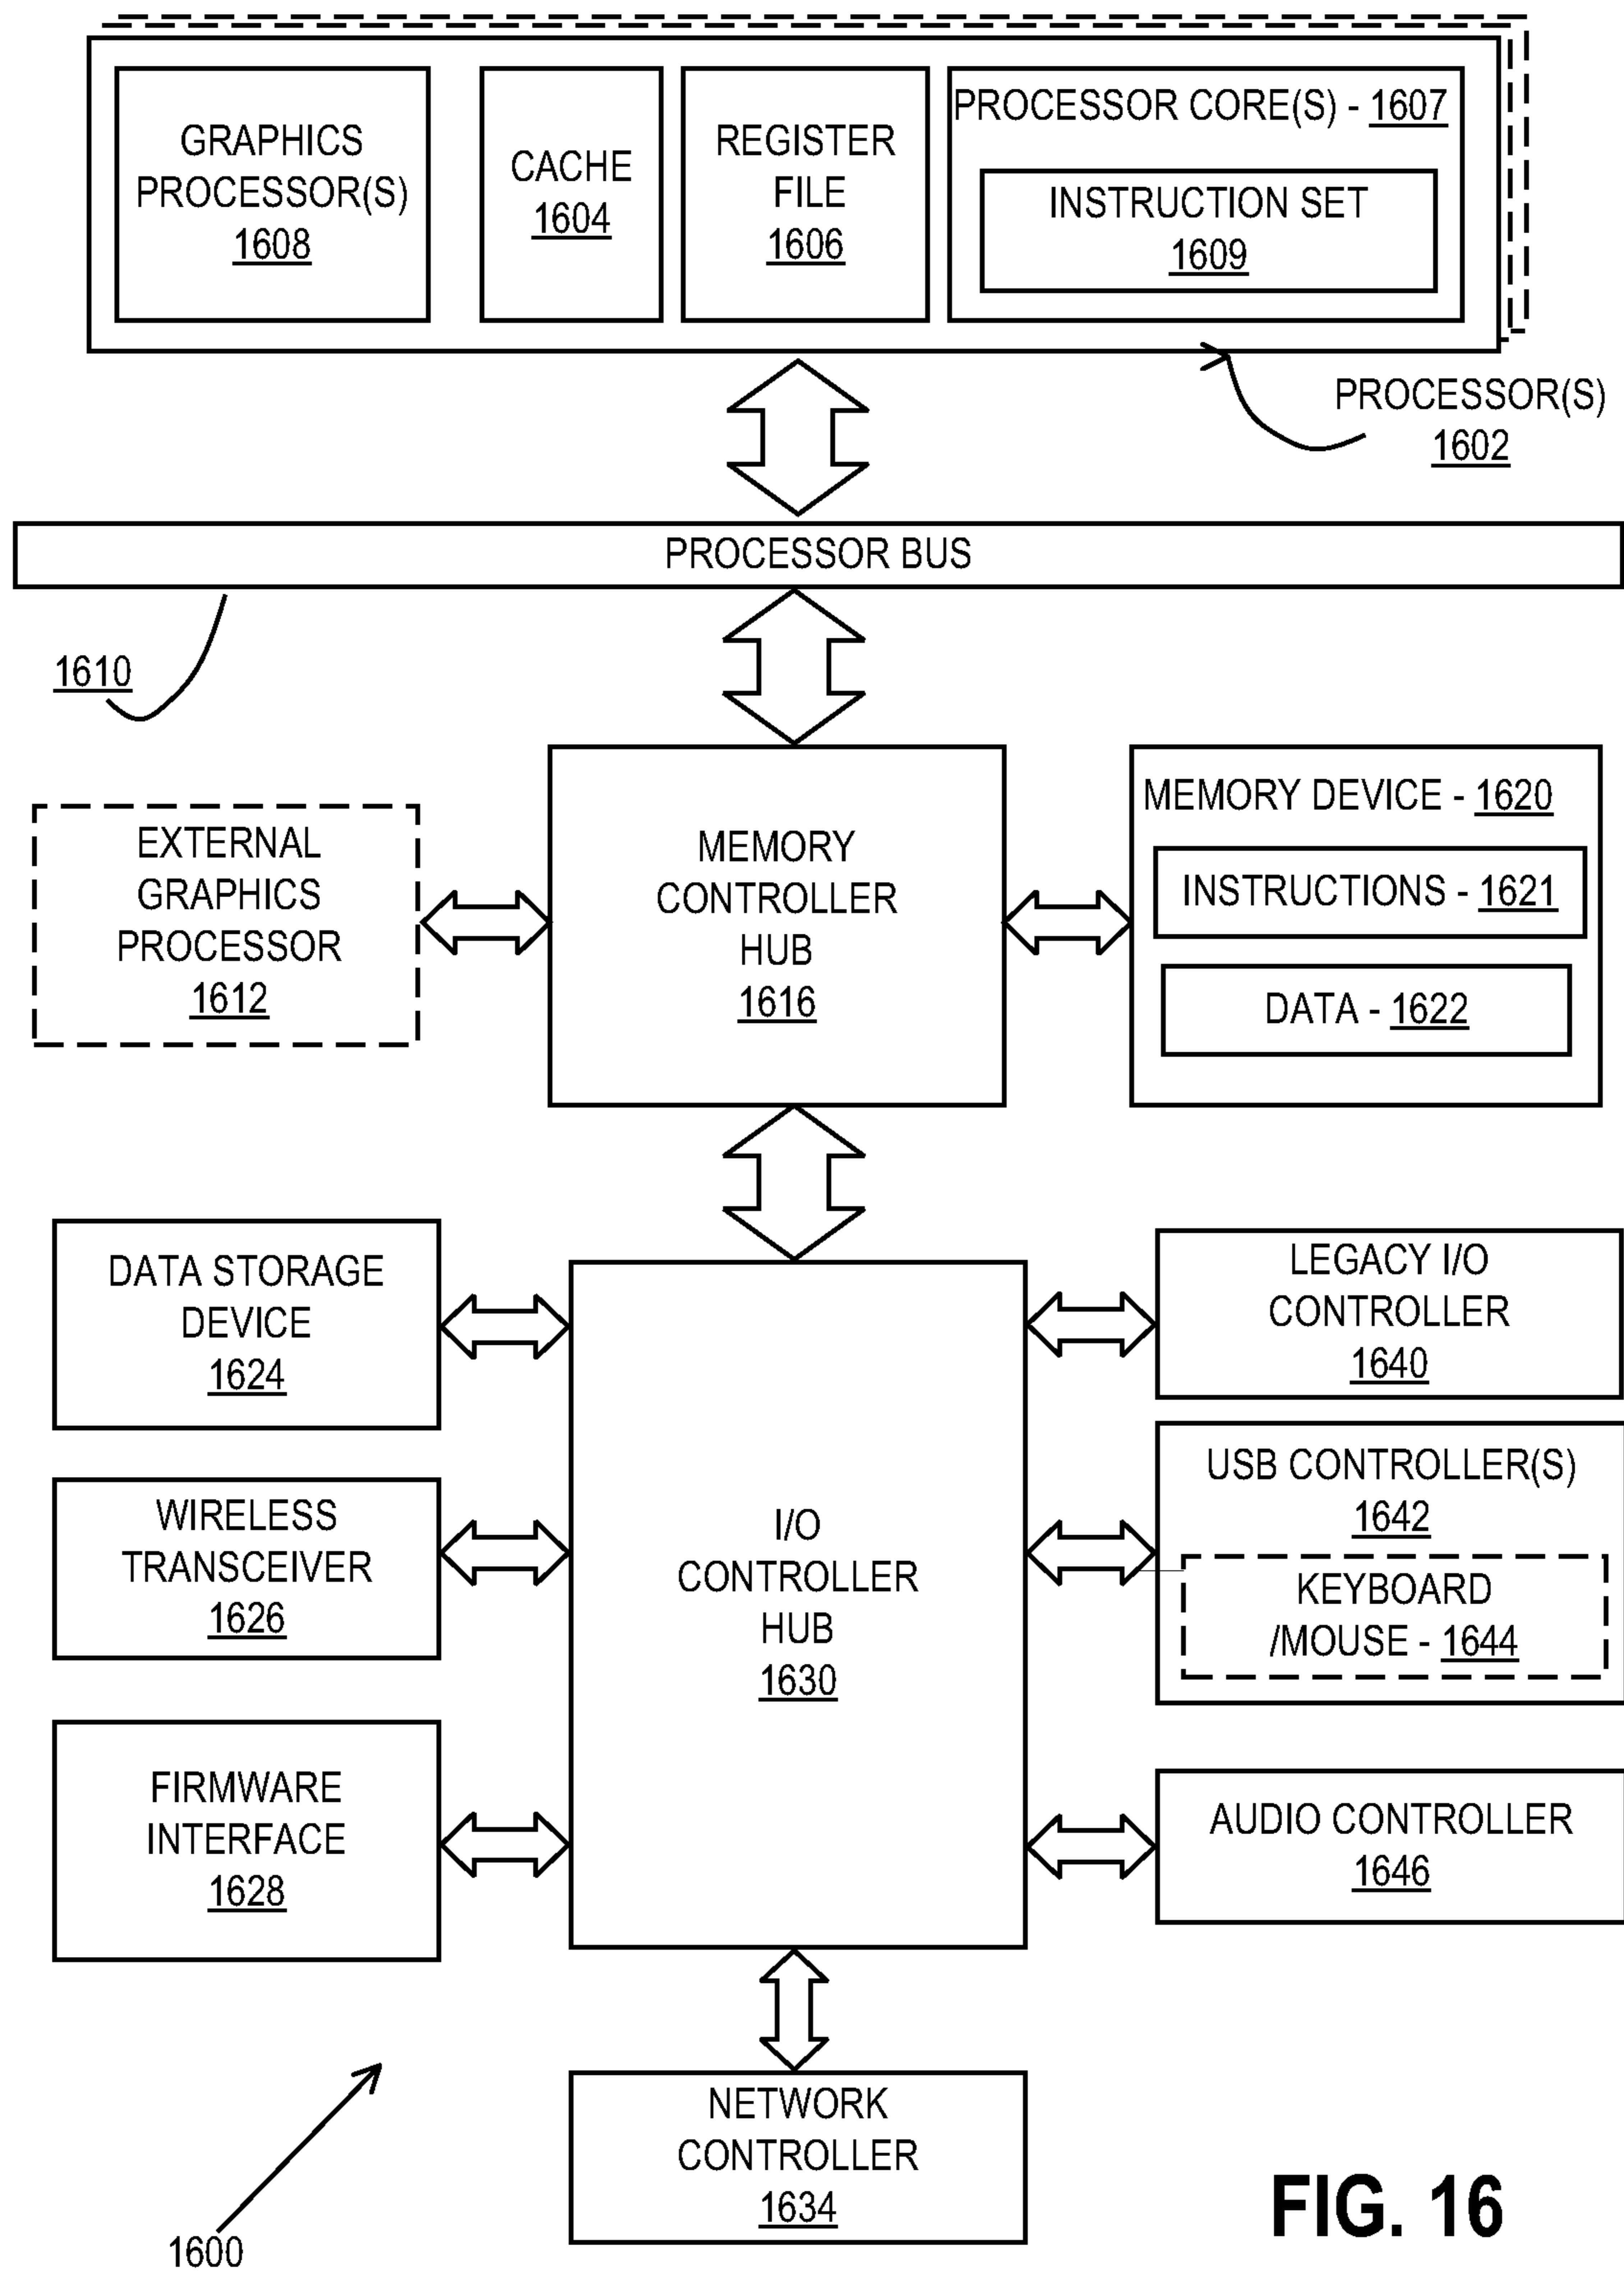 GRAPHICS
PROCESSOR(S)
1608
CACHE
1604
REGISTER
FILE
1606
PROCESSOR CORE(S) - 1607
INSTRUCTION SET
1609
PROCESSOR(S)
1602
PROCESSOR BUS
1610
EXTERNAL
GRAPHICS
PROCESSOR
1612
MEMORY
CONTROLLER
HUB
1616
MEMORY DEVICE - 1620
INSTRUCTIONS - 1621
DATA - 1622
DATA STORAGE
DEVICE
1624
WIRELESS
TRANSCEIVER
1626
FIRMWARE
INTERFACE
1628
I/O
CONTROLLER
HUB
1630
LEGACY I/O
CONTROLLER
1640
USB CONTROLLER(S)
1642
KEYBOARD
/MOUSE - 1644
AUDIO CONTROLLER
1646
NETWORK
CONTROLLER
1634
1600
FIG. 16